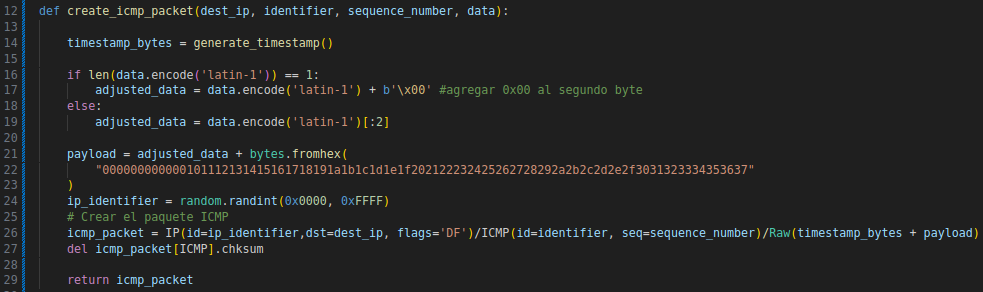 12 def create_icmp_packet(dest_ip, identifier, sequence_number, data):
13
14     timestamp_bytes = generate_timestamp()
15
16     if len(data.encode('latin-1')) == 1:
17         adjusted_data = data.encode('latin-1') + b'\x00' #agregar 0x00 al segundo byte
18     else:
19         adjusted_data = data.encode('latin-1')[:2]
20
21     payload = adjusted_data + bytes.fromhex(
22         "000000000000101112131415161718191a1b1c1d1e1f202122232425262728292a2b2c2d2e2f3031323334353637"
23     )
24     ip_identifier = random.randint(0x0000, 0xFFFF)
25     # Crear el paquete ICMP
26     icmp_packet = IP(id=ip_identifier,dst=dest_ip, flags='DF')/ICMP(id=identifier, seq=sequence_number)/Raw(timestamp_bytes + payload)
27     del icmp_packet[ICMP].chksum
28
29     return icmp_packet